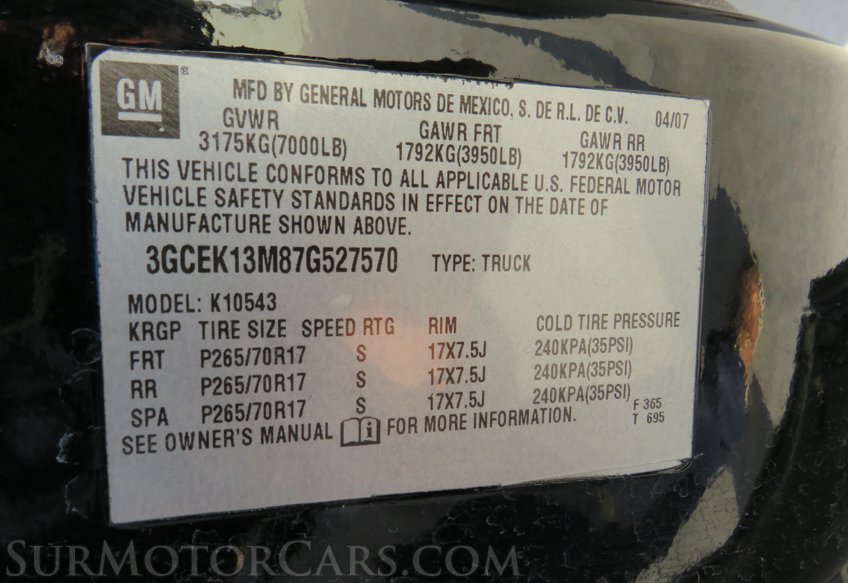 GM®
MFD BY GENERAL MOTORS DE MEXICO, S. DE R.L. DE C.V. 04/07
GVWR GAWR FRT GAWR RR
3175KG(7000LB) 1792KG(3950LB) 1792KG(3950LB)
THIS VEHICLE CONFORMS TO ALL APPLICABLE U.S. FEDERAL MOTOR
VEHICLE SAFETY STANDARDS IN EFFECT ON THE DATE OF
MANUFACTURE SHOWN ABOVE.
3GCEK13M87G527570 TYPE: TRUCK
MODEL: K10543
KRGP TIRE SIZE SPEED RTG RIM COLD TIRE PRESSURE
FRT P265/70R17 S 17X7.5J 240KPA(35PSI)
RR P265/70R17 S 17X7.5J 240KPA(35PSI)
SPA P265/70R17 S 17X7.5J 240KPA(35PSI)
SEE OWNER'S MANUAL i FOR MORE INFORMATION.
F 365
T 695
SURMOTORCARS.COM